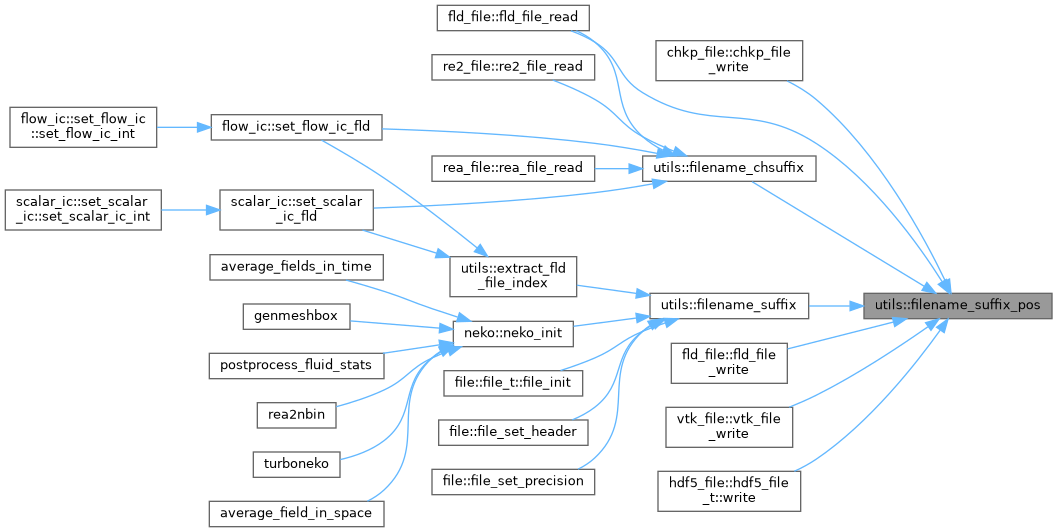 fld_file::fld_file_read
chkp_file::chkp_file
_write
re2_file::re2_file_read
flow_ic::set_flow_ic
::set_flow_ic_int
flow_ic::set_flow_ic_fld
rea_file::rea_file_read
utils::filename_chsuffix
scalar_ic::set_scalar
_ic::set_scalar_ic_int
scalar_ic::set_scalar
_ic_fld
average_fields_in_time
utils::extract_fld
_file_index
utils::filename_suffix
utils::filename_suffix_pos
genmeshbox
neko::neko_init
postprocess_fluid_stats
fld_file::fld_file
_write
file::file_t::file_init
rea2nbin
vtk_file::vtk_file
_write
file::file_set_header
turboneko
file::file_set_precision
hdf5_file::hdf5_file
_t::write
average_field_in_space